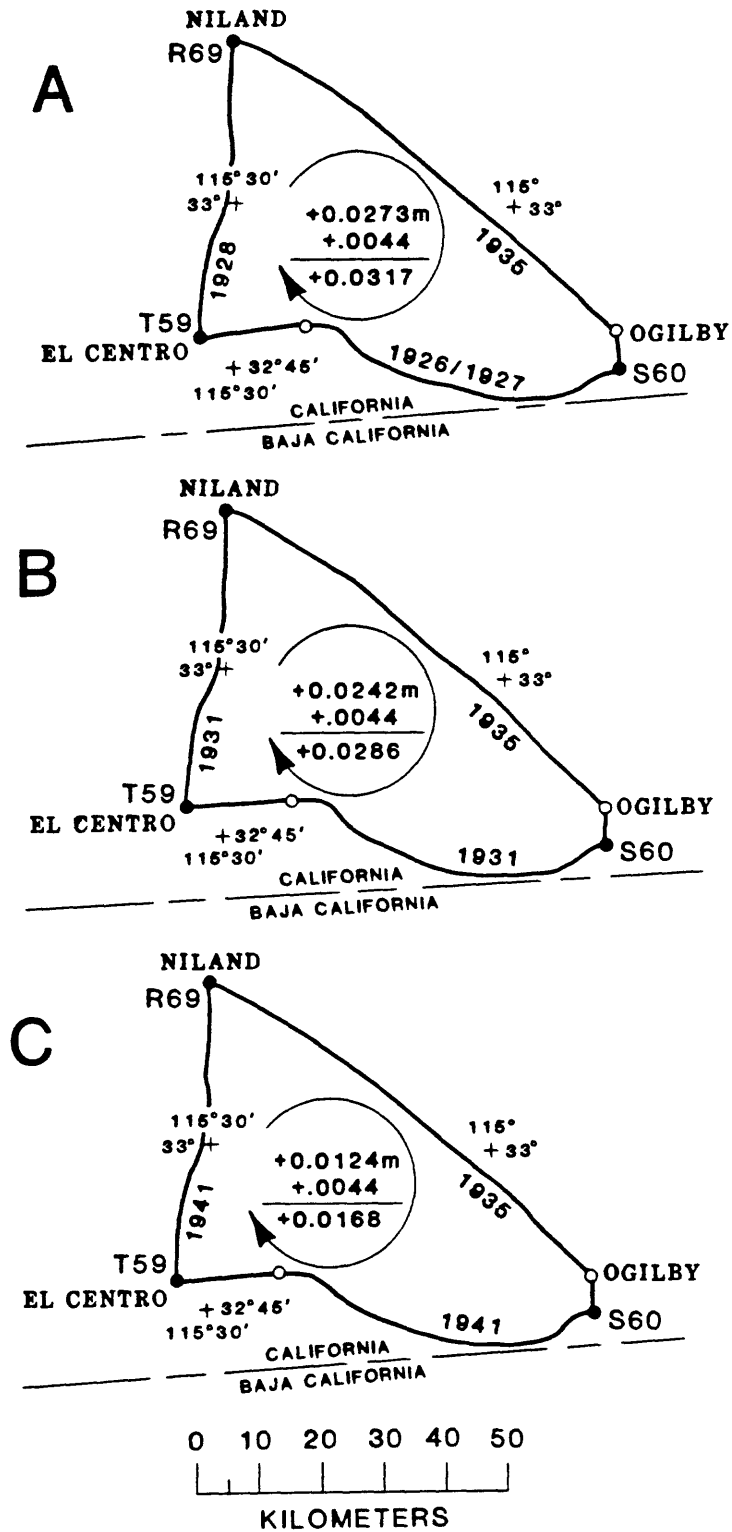 A
NILAND
R69
115°30′
33°
115°
33°
+0.0273m
+.0044
+0.0317
1928
1935
T59
EL CENTRO
OGILBY
S60
32°45′
115°30′
1926/1927
CALIFORNIA
BAJA CALIFORNIA
B
NILAND
R69
115°30′
33°
115°
33°
+0.0242m
+.0044
+0.0286
1931
1935
T59
EL CENTRO
OGILBY
S60
32°45′
115°30′
1931
CALIFORNIA
BAJA CALIFORNIA
C
NILAND
R69
115°30′
33°
115°
33°
+0.0124m
+.0044
+0.0168
1941
1935
T59
EL CENTRO
OGILBY
S60
32°45′
115°30′
1941
CALIFORNIA
BAJA CALIFORNIA
0 10 20 30 40 50
KILOMETERS